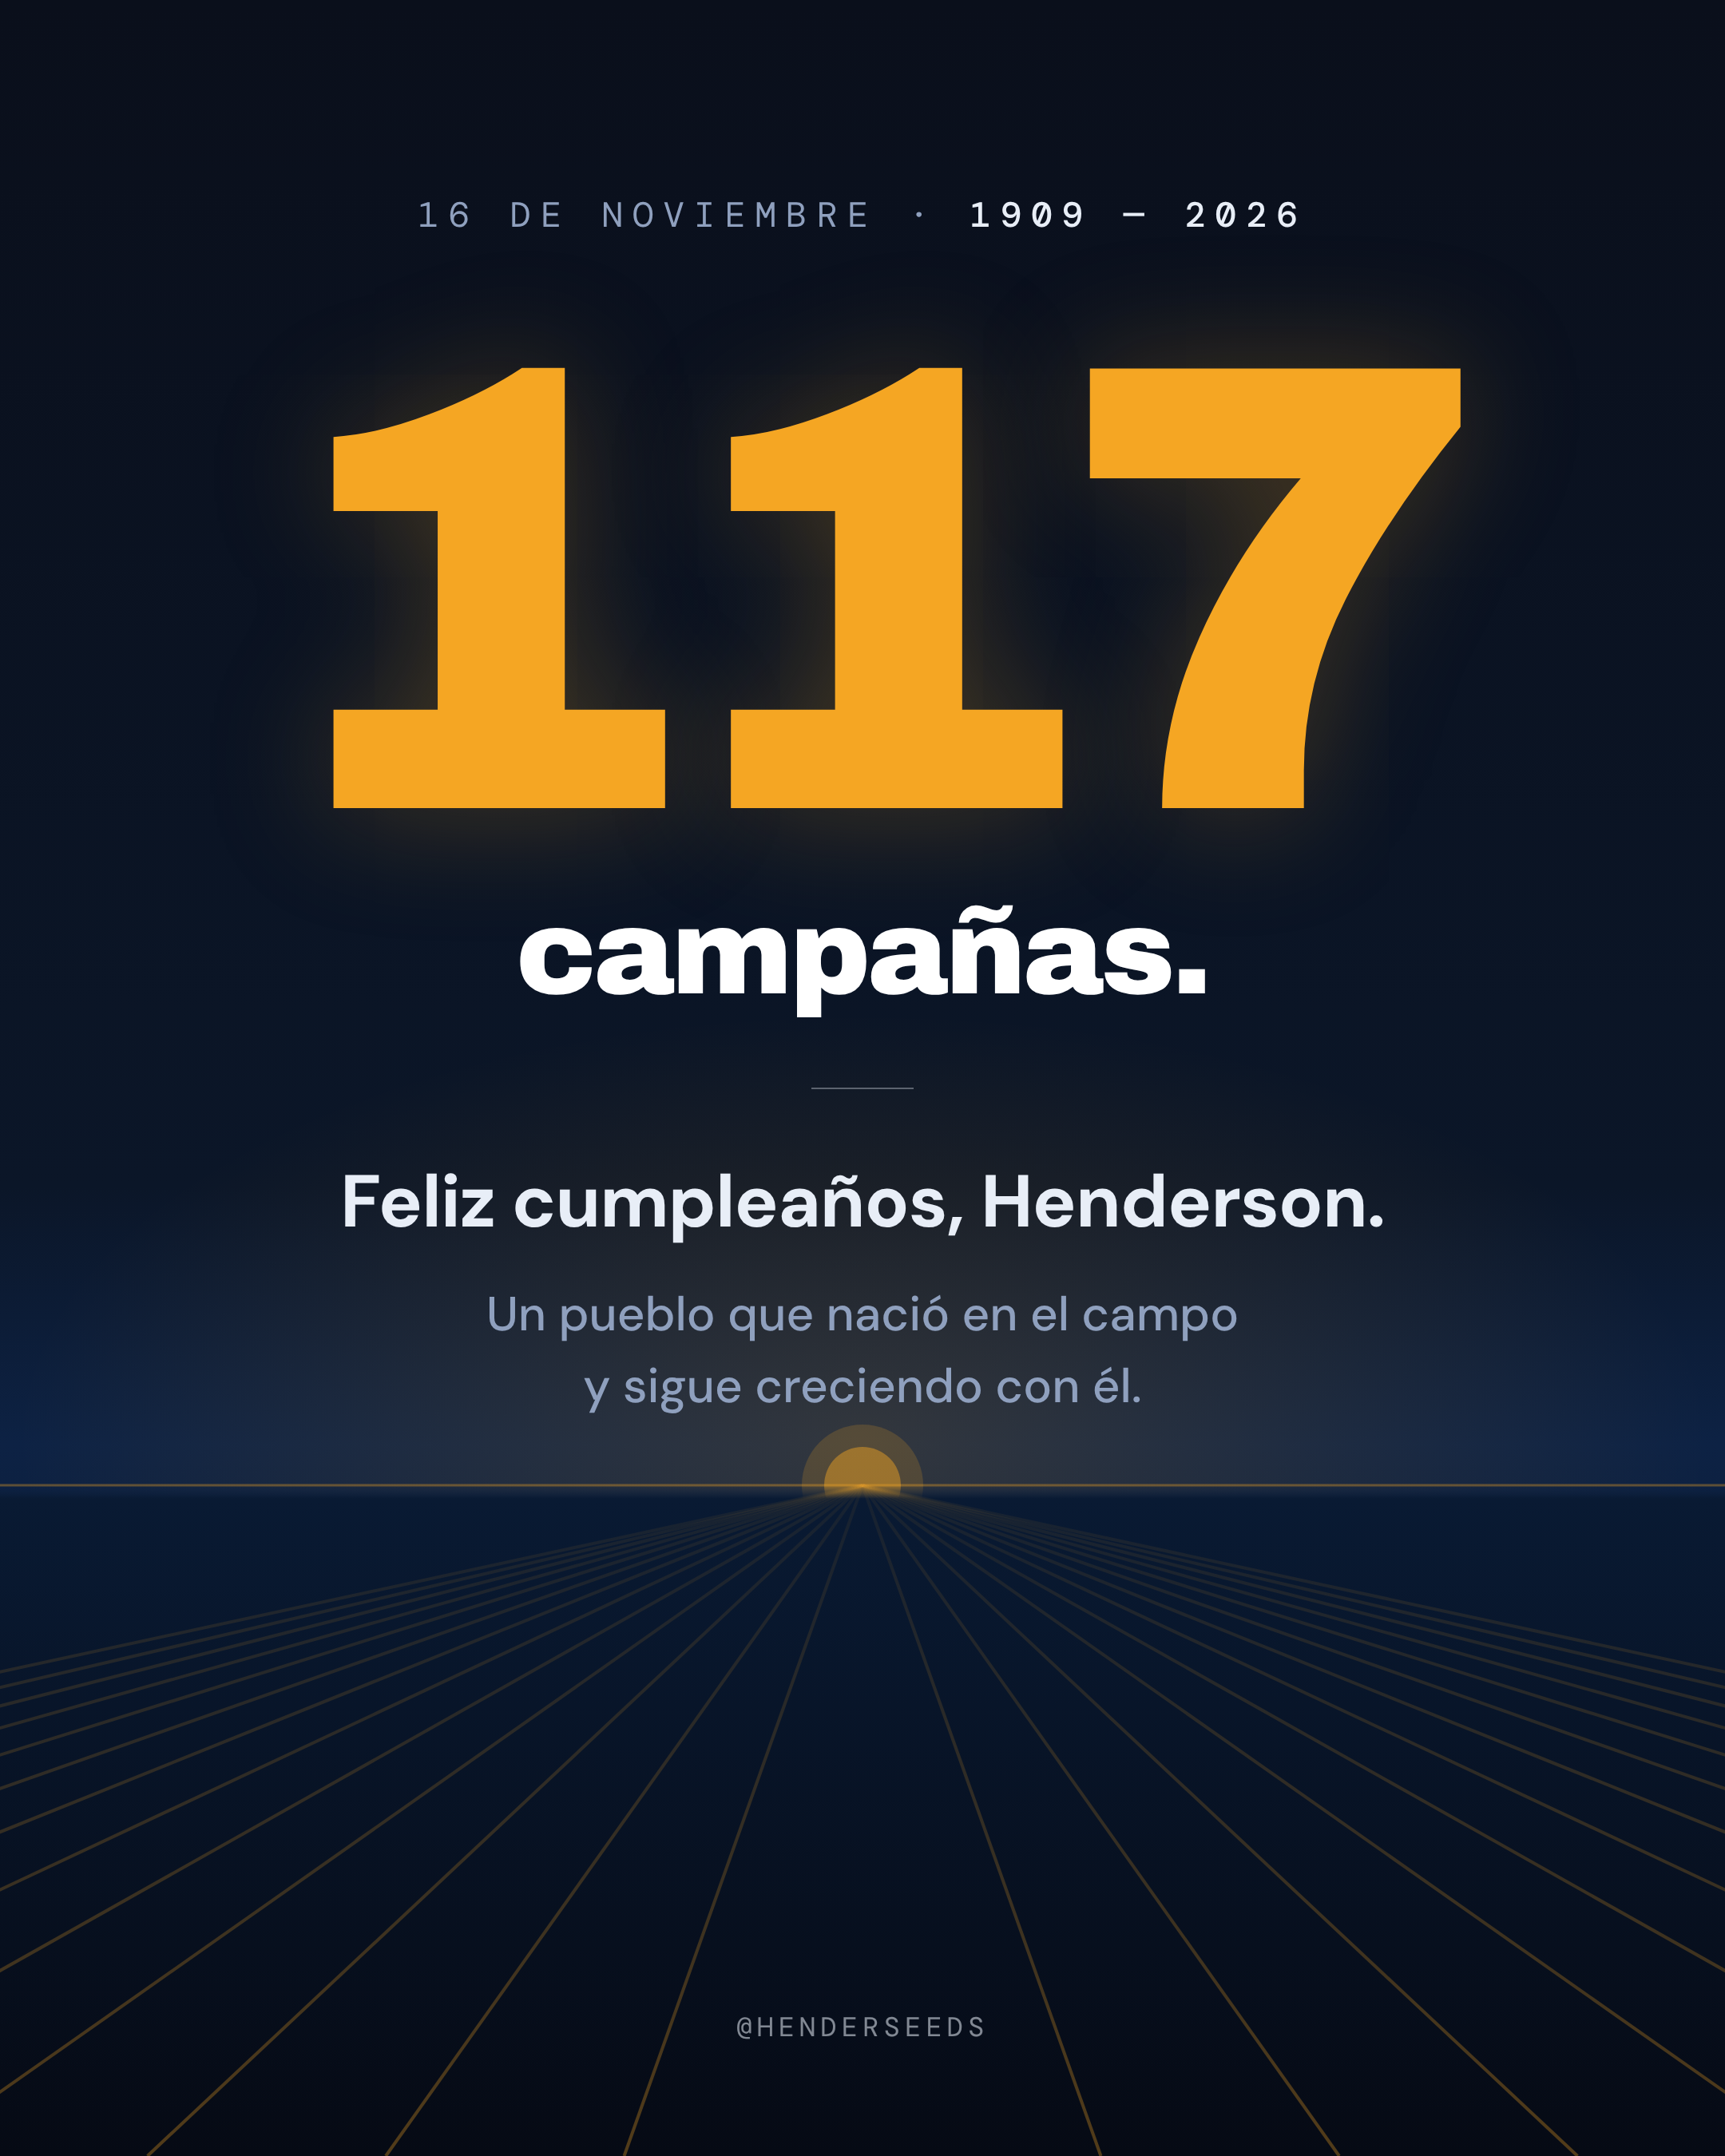 16 DE NOVIEMBRE · 1909 — 2026
117
campañas.
Feliz cumpleaños, Henderson.
Un pueblo que nació en el campo
y sigue creciendo con él.
@HENDERSEEDS